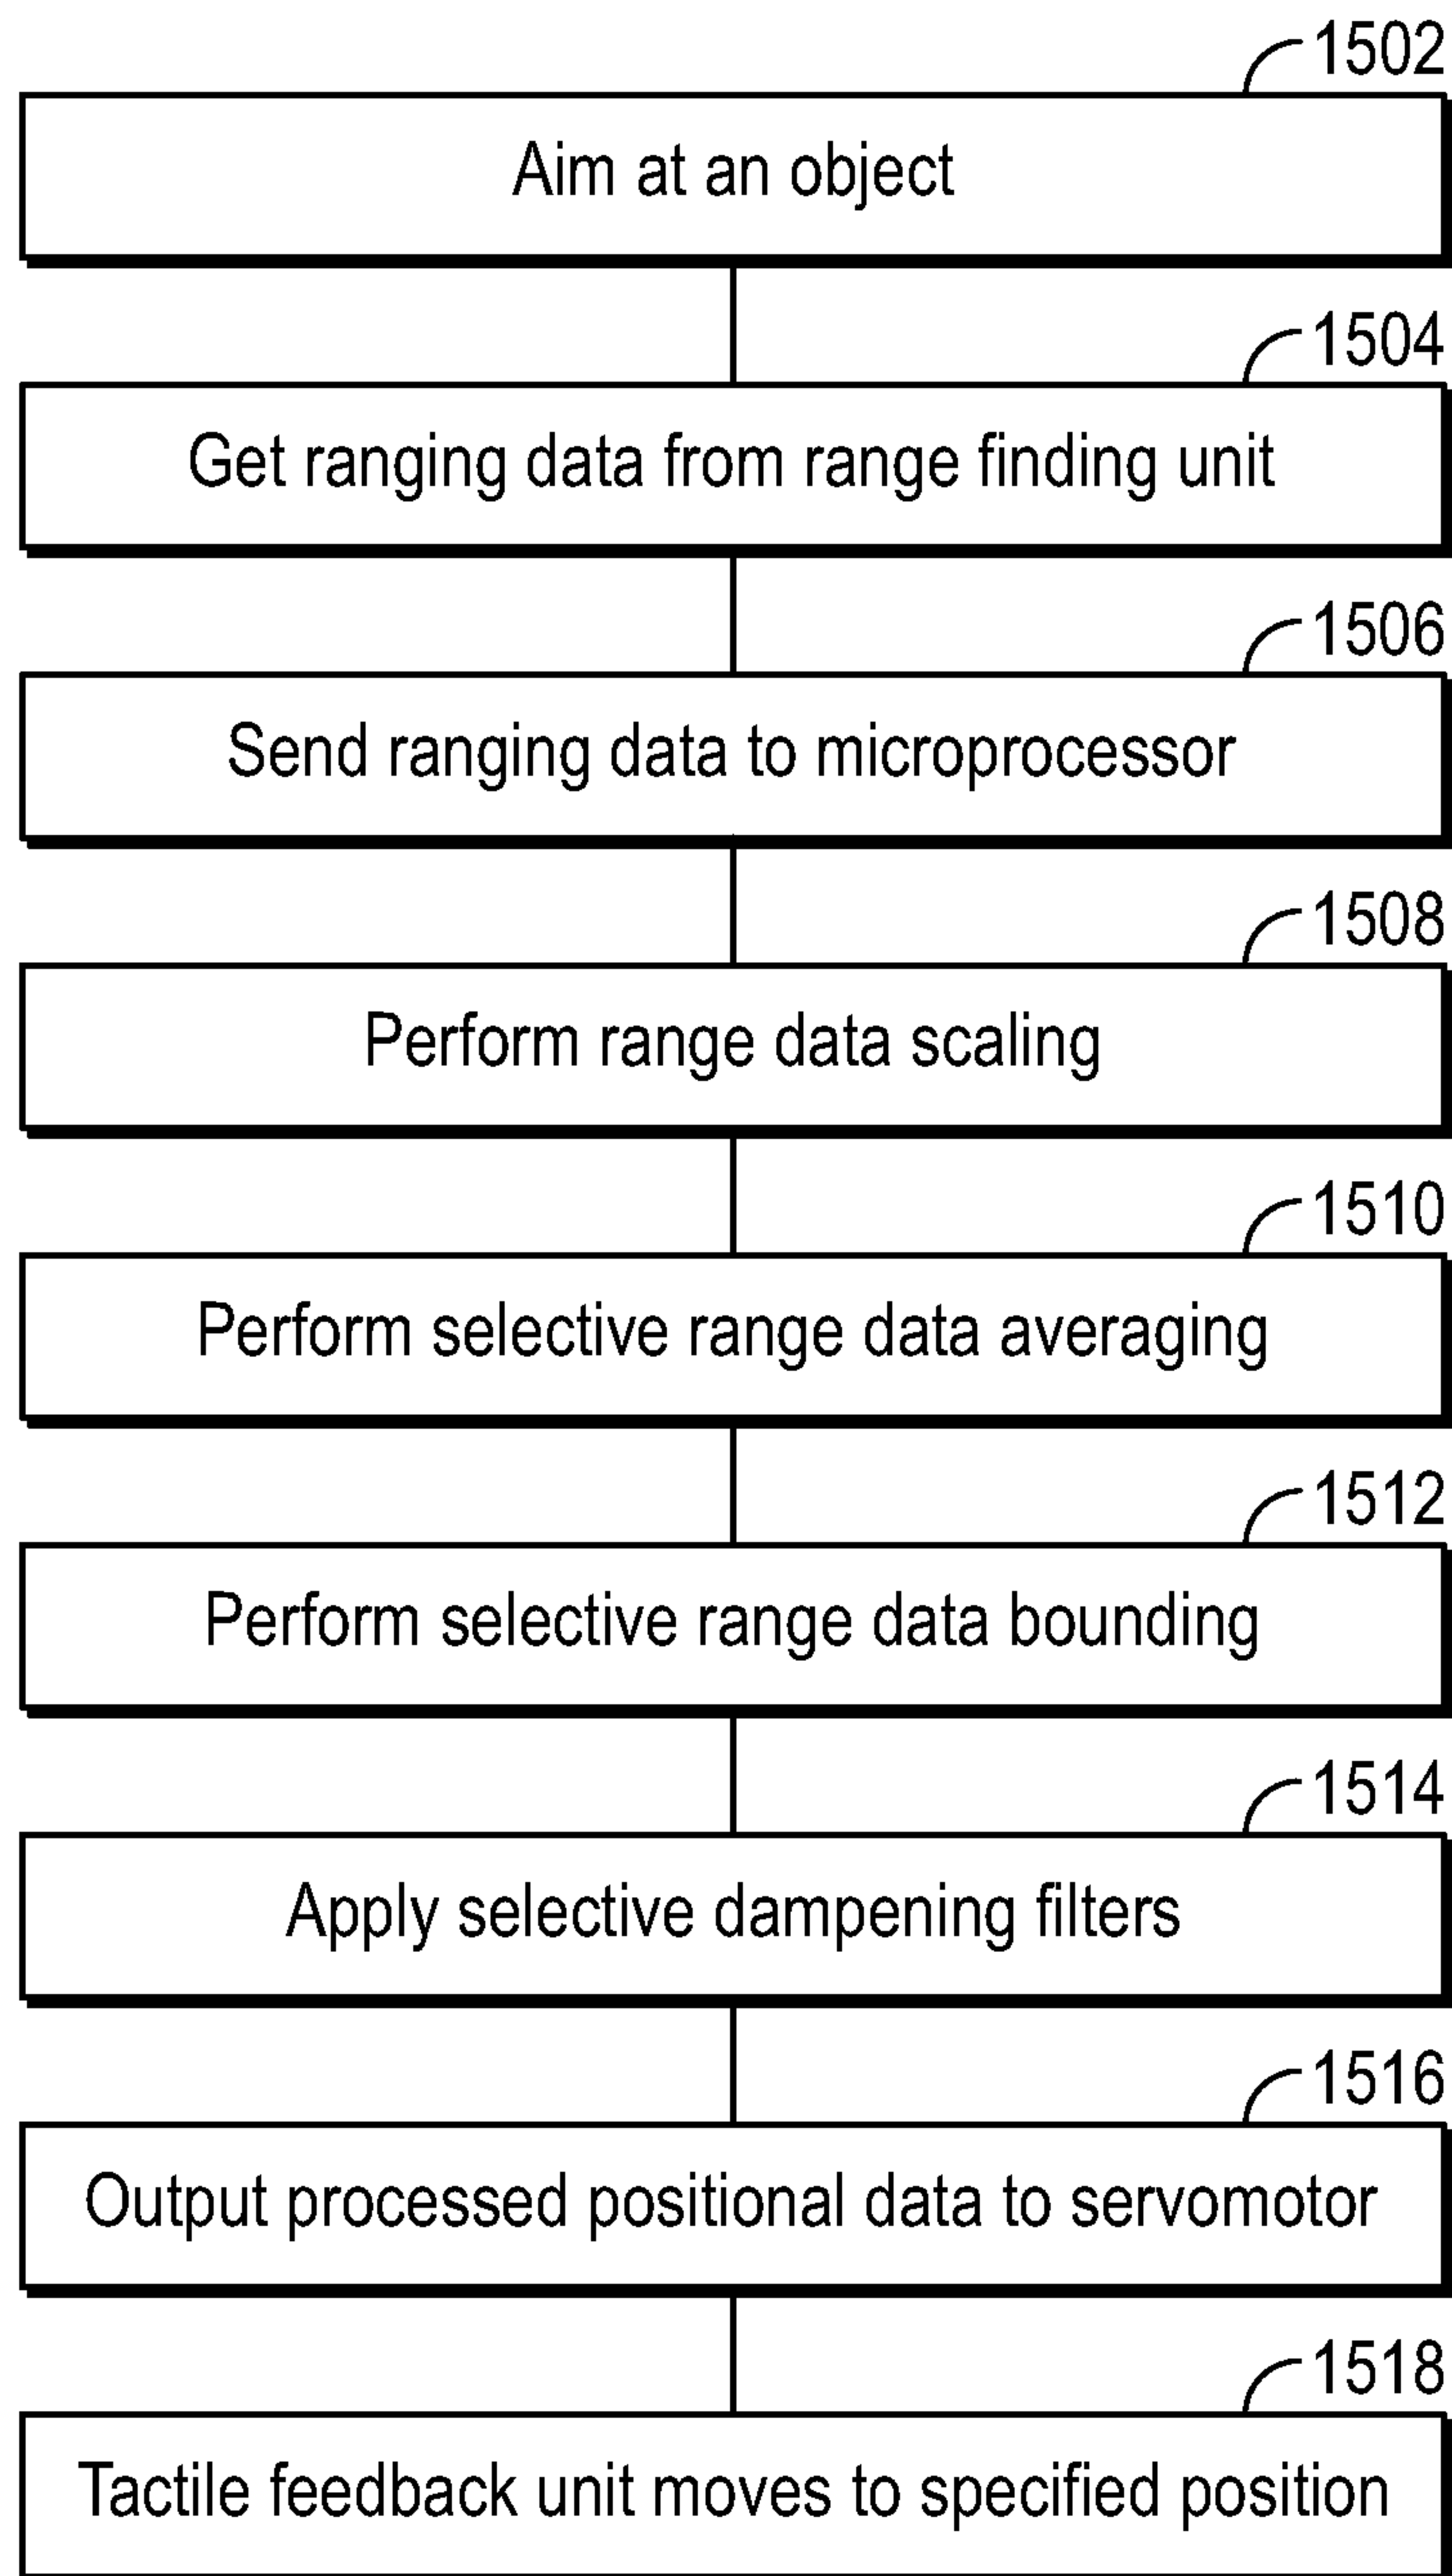 1502
Aim at an object
1504
Get ranging data from range finding unit
1506
Send ranging data to microprocessor
1508
Perform range data scaling
1510
Perform selective range data averaging
1512
Perform selective range data bounding
1514
Apply selective dampening filters
1516
Output processed positional data to servomotor
1518
Tactile feedback unit moves to specified position